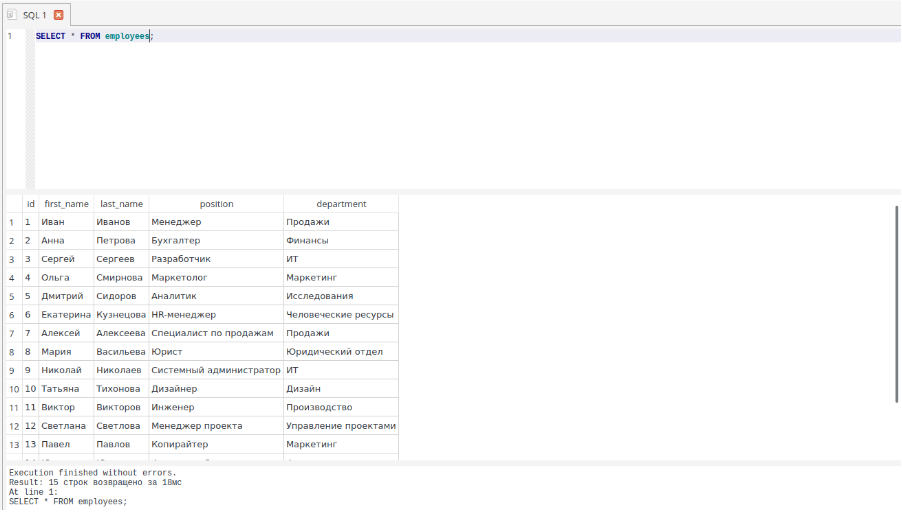 SQL 1
1 SELECT * FROM employees;
id first_name last_name position department
1 1 Иван Иванов Менеджер Продажи
2 2 Анна Петрова Бухгалтер Финансы
3 3 Сергей Сергеев Разработчик ИТ
4 4 Ольга Смирнова Маркетолог Маркетинг
5 5 Дмитрий Сидоров Аналитик Исследования
6 6 Екатерина Кузнецова HR-менеджер Человеческие ресурсы
7 7 Алексей Алексеева Специалист по продажам Продажи
8 8 Мария Васильева Юрист Юридический отдел
9 9 Николай Николаев Системный администратор ИТ
10 10 Татьяна Тихонова Дизайнер Дизайн
11 11 Виктор Викторов Инженер Производство
12 12 Светлана Светлова Менеджер проекта Управление проектами
13 13 Павел Павлов Копирайтер Маркетинг
Execution finished without errors.
Result: 15 строк возвращено за 18мс
At line 1:
SELECT * FROM employees;